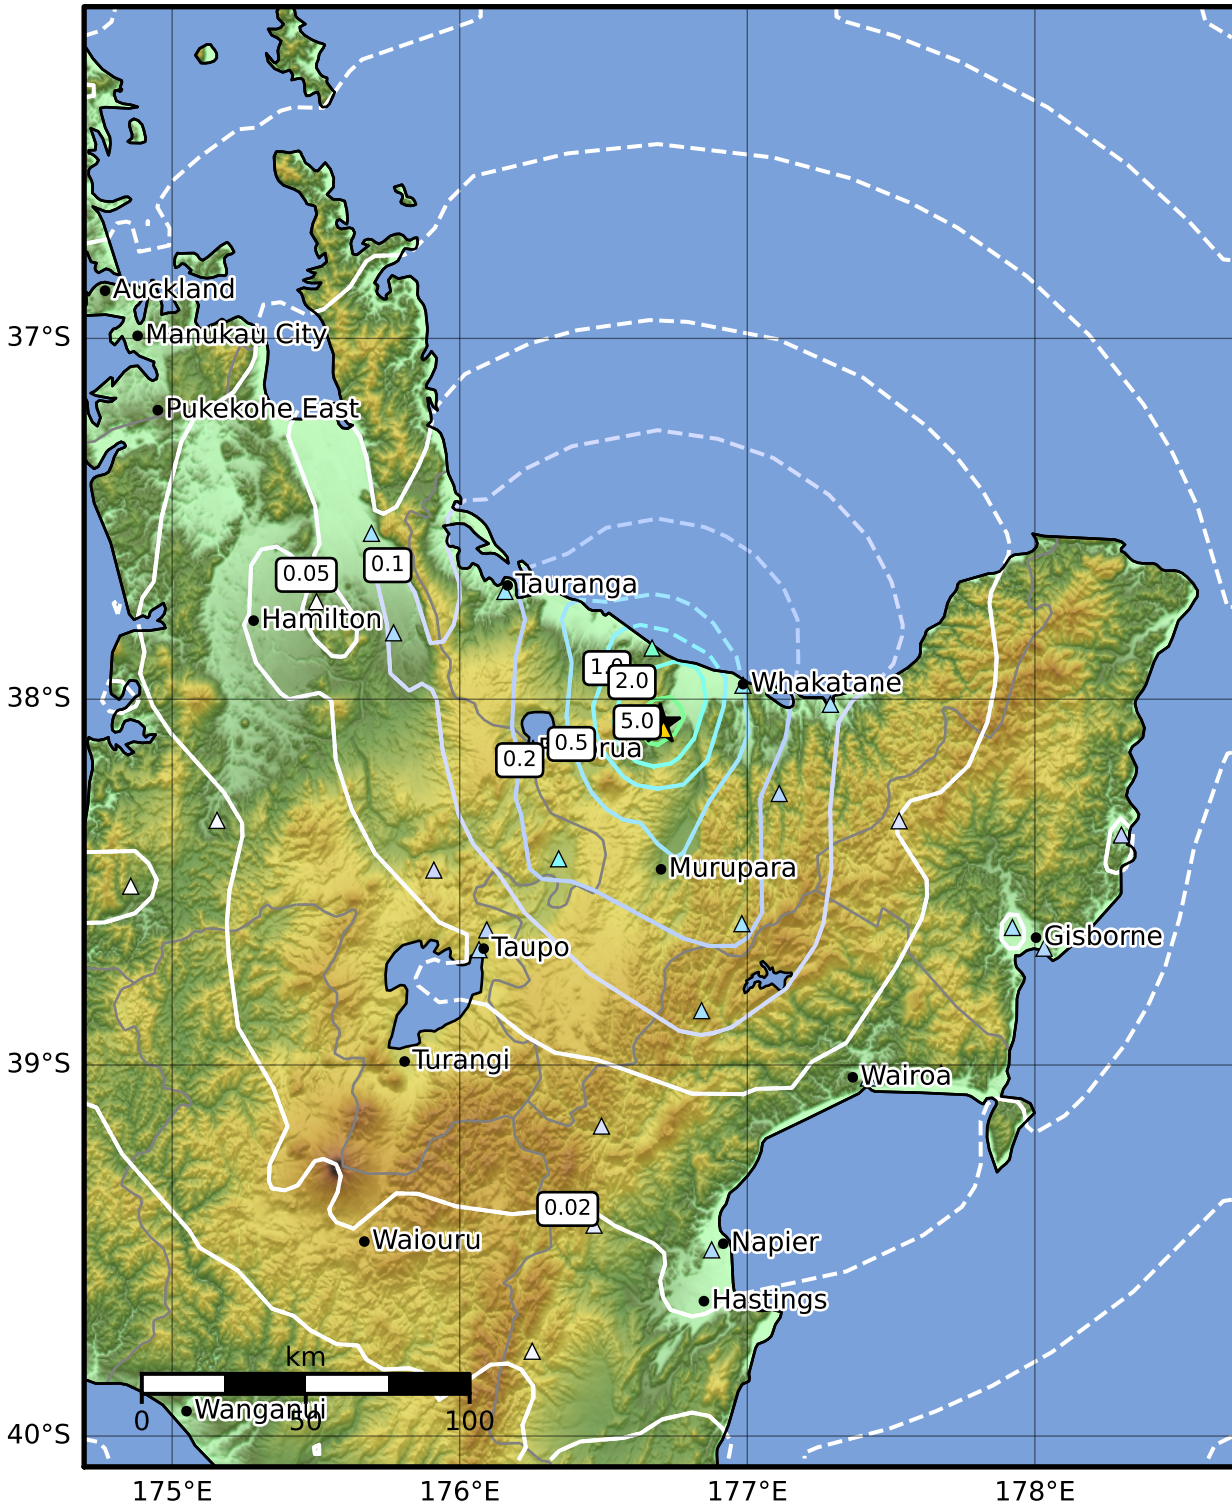 Auckland
Manukau City
37°S
Pukekohe East
0.1
0.05
Tauranga
Hamilton
1.0
2.0
Whakatane
38°S
5.0
0.5
0.2
Murupara
Gisborne
Taupo
Turangi
39°S
Wairoa
0.02
Waiouru
Napier
Hastings
km
Wanganui
0 50 100
40°S
175°E 176°E 177°E 178°E